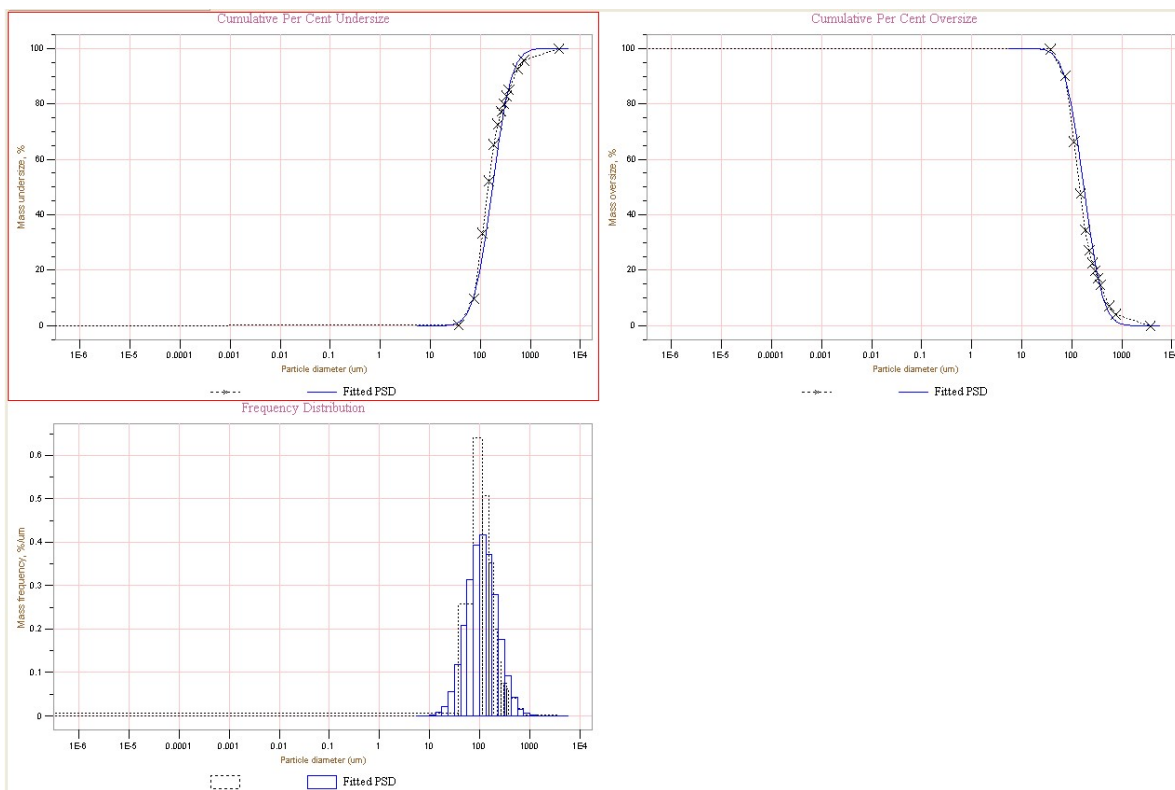 Cumulative Per Cent Undersize
Mass undersize, %
100
80
60
40
20
0
1E-6 1E-5 0.0001 0.001 0.01 0.1 1 10 100 1000 1E4
Particle diameter (um)
Fitted PSD
Cumulative Per Cent Oversize
Mass oversize, %
100
80
60
40
20
0
1E-6 1E-5 0.0001 0.001 0.01 0.1 1 10 100 1000 1E4
Particle diameter (um)
Fitted PSD
Frequency Distribution
Mass frequency, %/um
0.6
0.5
0.4
0.3
0.2
0.1
0
1E-6 1E-5 0.0001 0.001 0.01 0.1 1 10 100 1000 1E4
Particle diameter (um)
Fitted PSD